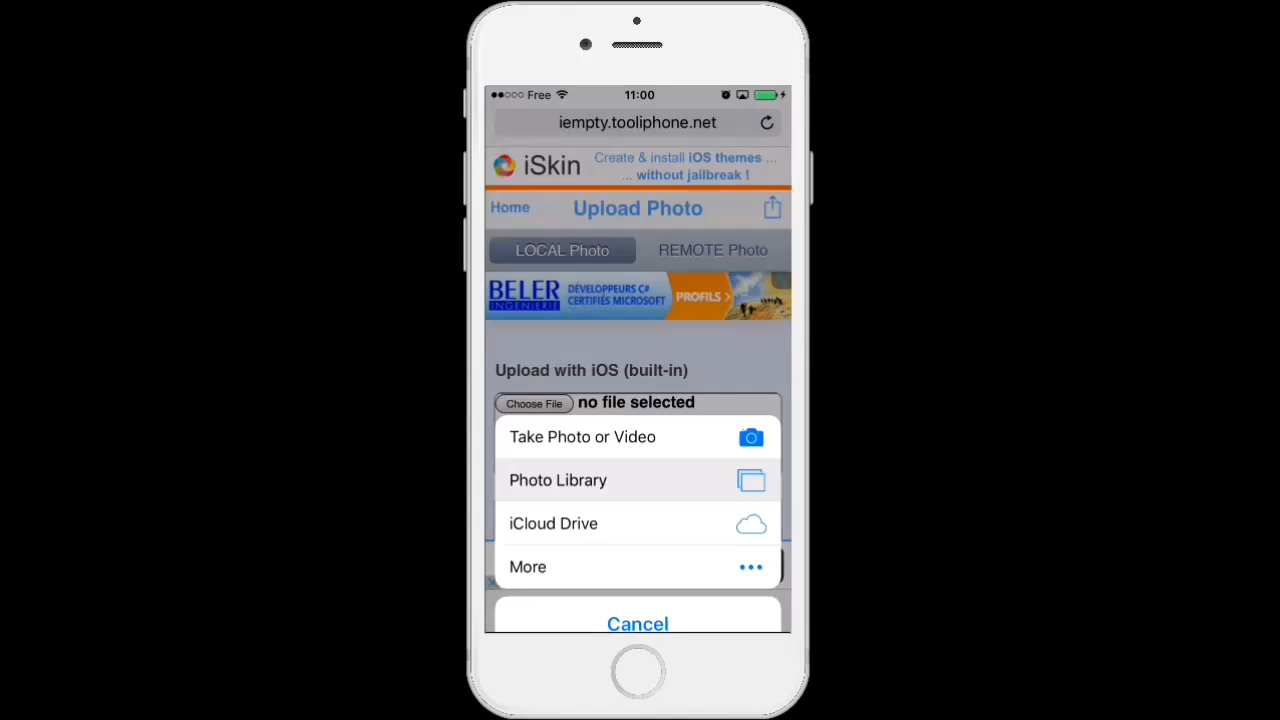 Free 11:00
iempty.tooliphone.net
iSkin
Create & install iOS themes ...
... without jailbreak !
Home Upload Photo
LOCAL Photo REMOTE Photo
BELER INGENIERIE
DÉVELOPPEURS C#
CERTIFIÉS MICROSOFT
PROFILS
Upload with iOS (built-in)
Choose File no file selected
Take Photo or Video
Photo Library
iCloud Drive
More
Cancel